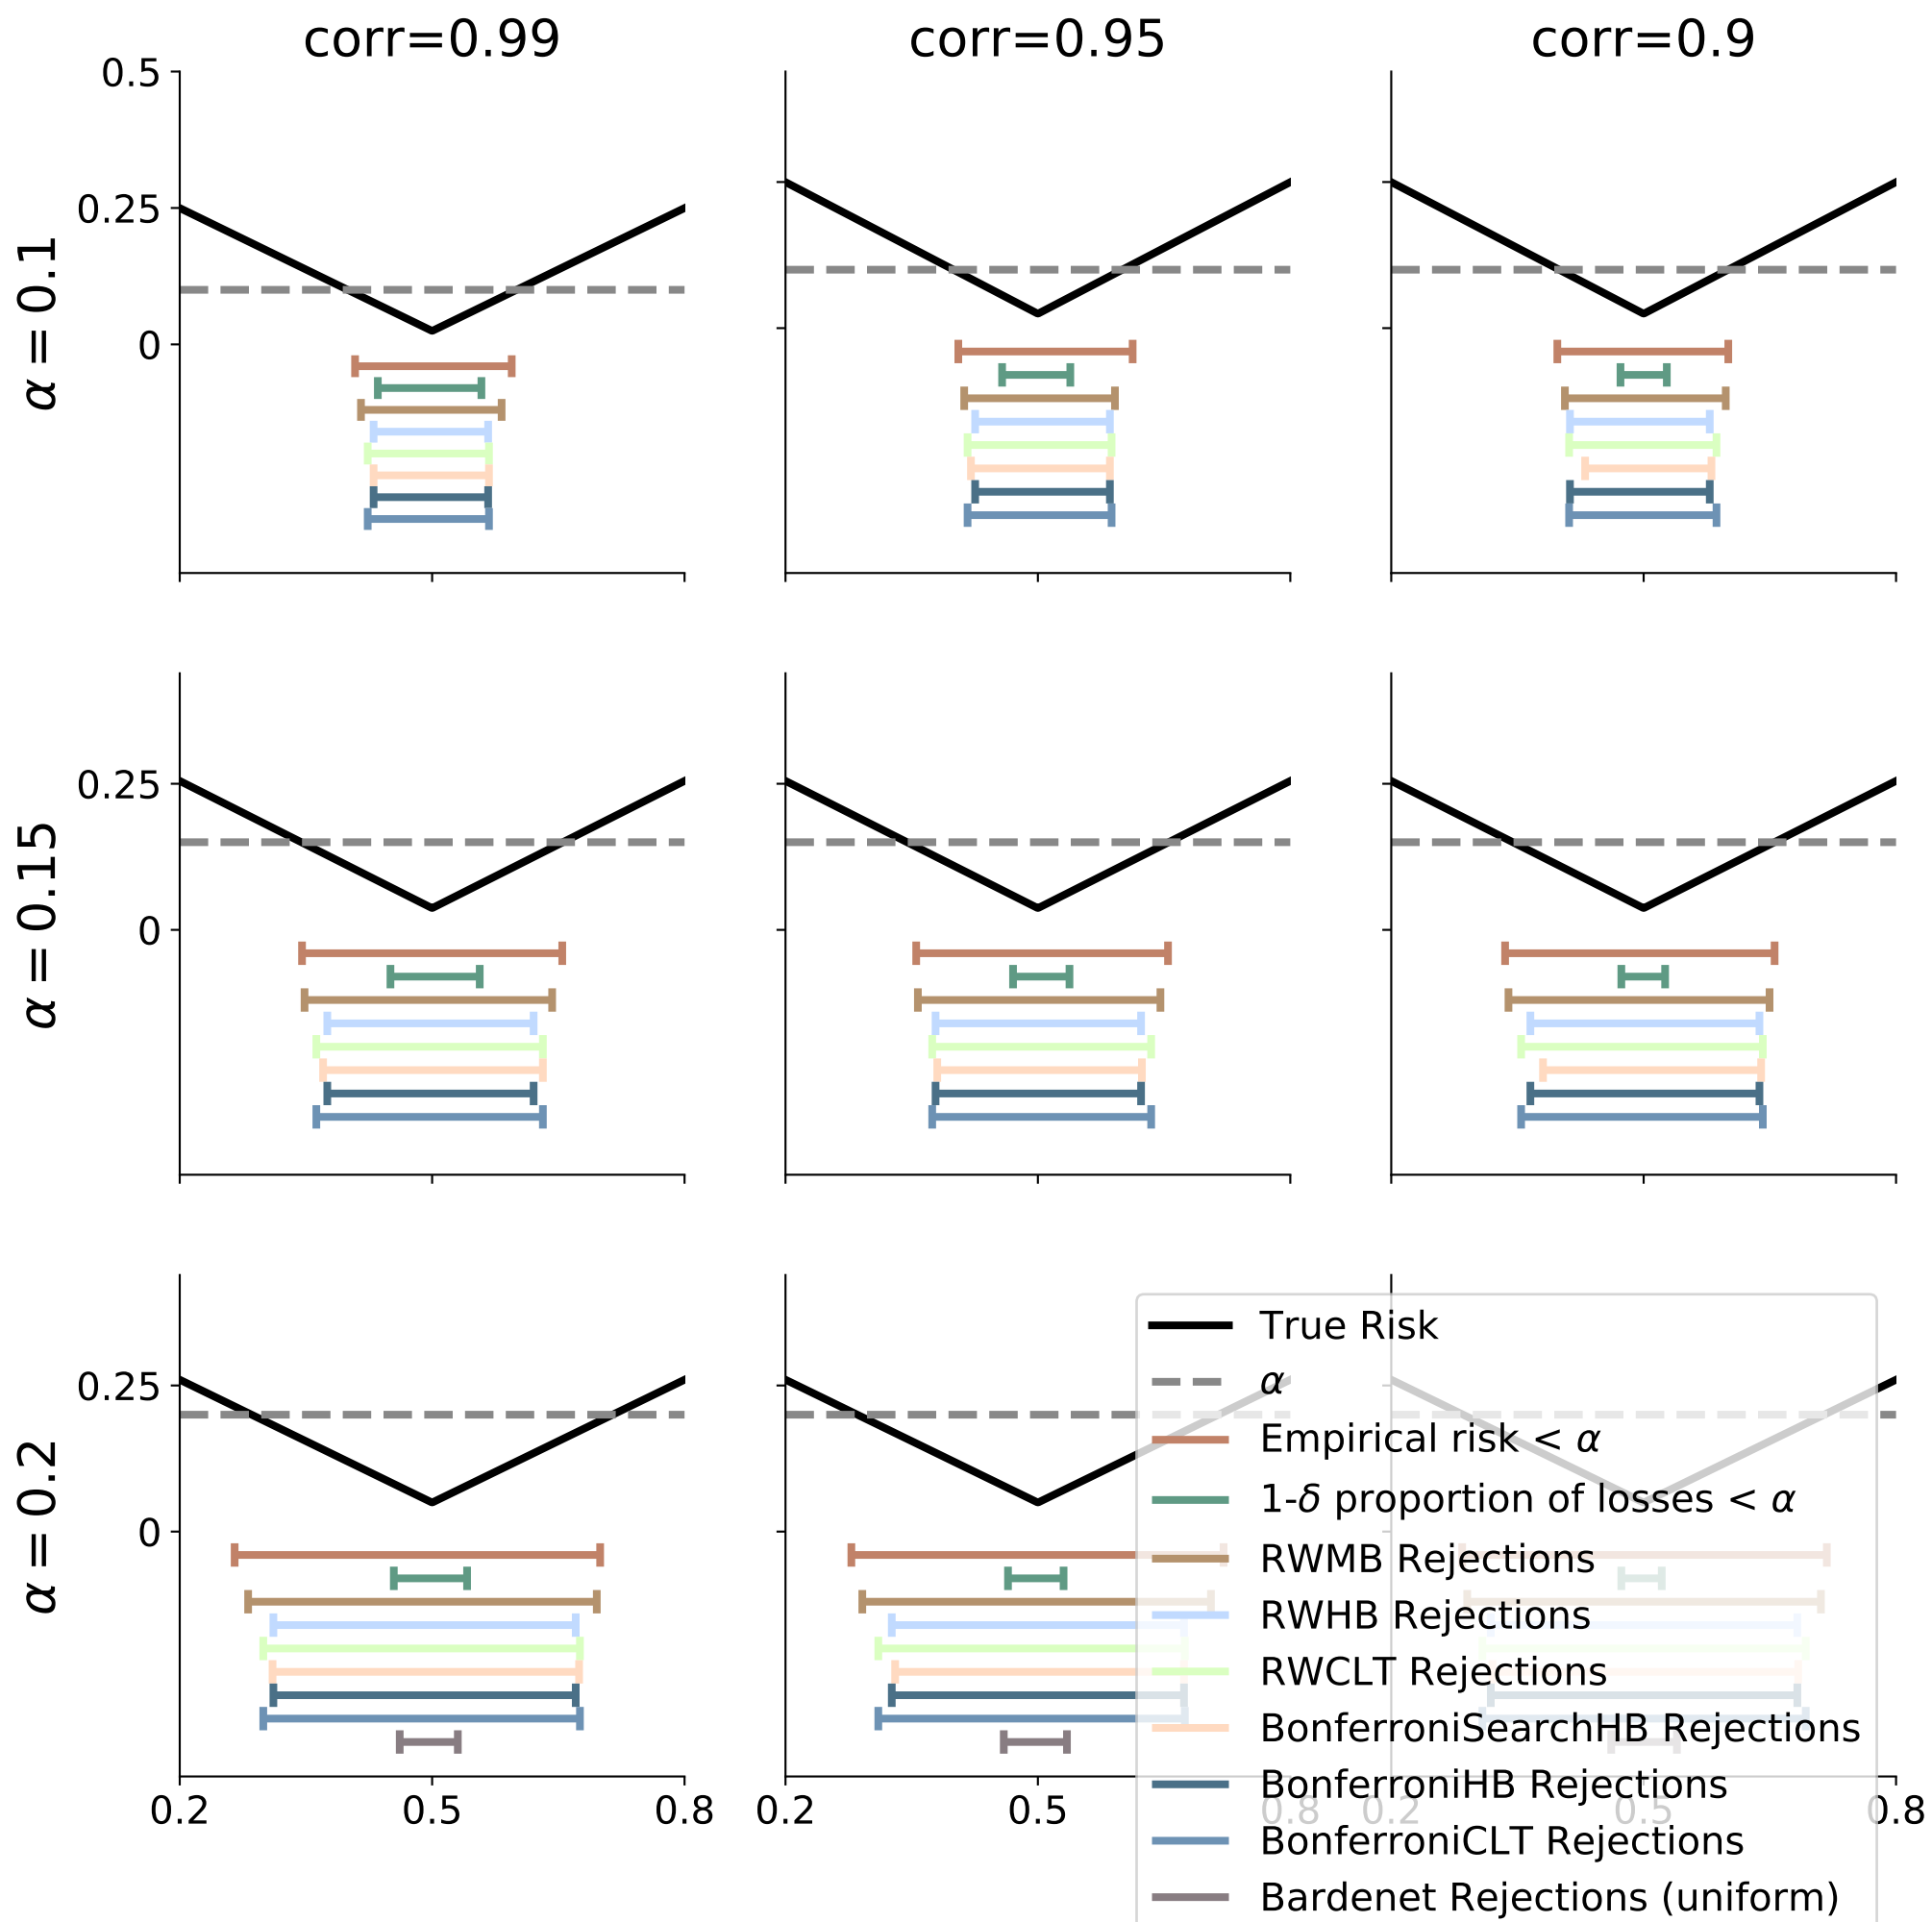 corr=0.99
corr=0.95
corr=0.9
0.5
0.25
0
α = 0.1
0.25
0
α = 0.15
0.25
0
α = 0.2
True Risk
α
Empirical risk < α
1-δ proportion of losses < α
RWMB Rejections
RWHB Rejections
RWCLT Rejections
BonferroniSearchHB Rejections
BonferroniHB Rejections
BonferroniCLT Rejections
Bardenet Rejections (uniform)
0.2 0.5 0.8
0.2 0.5 0.8
0.2 0.5 0.8